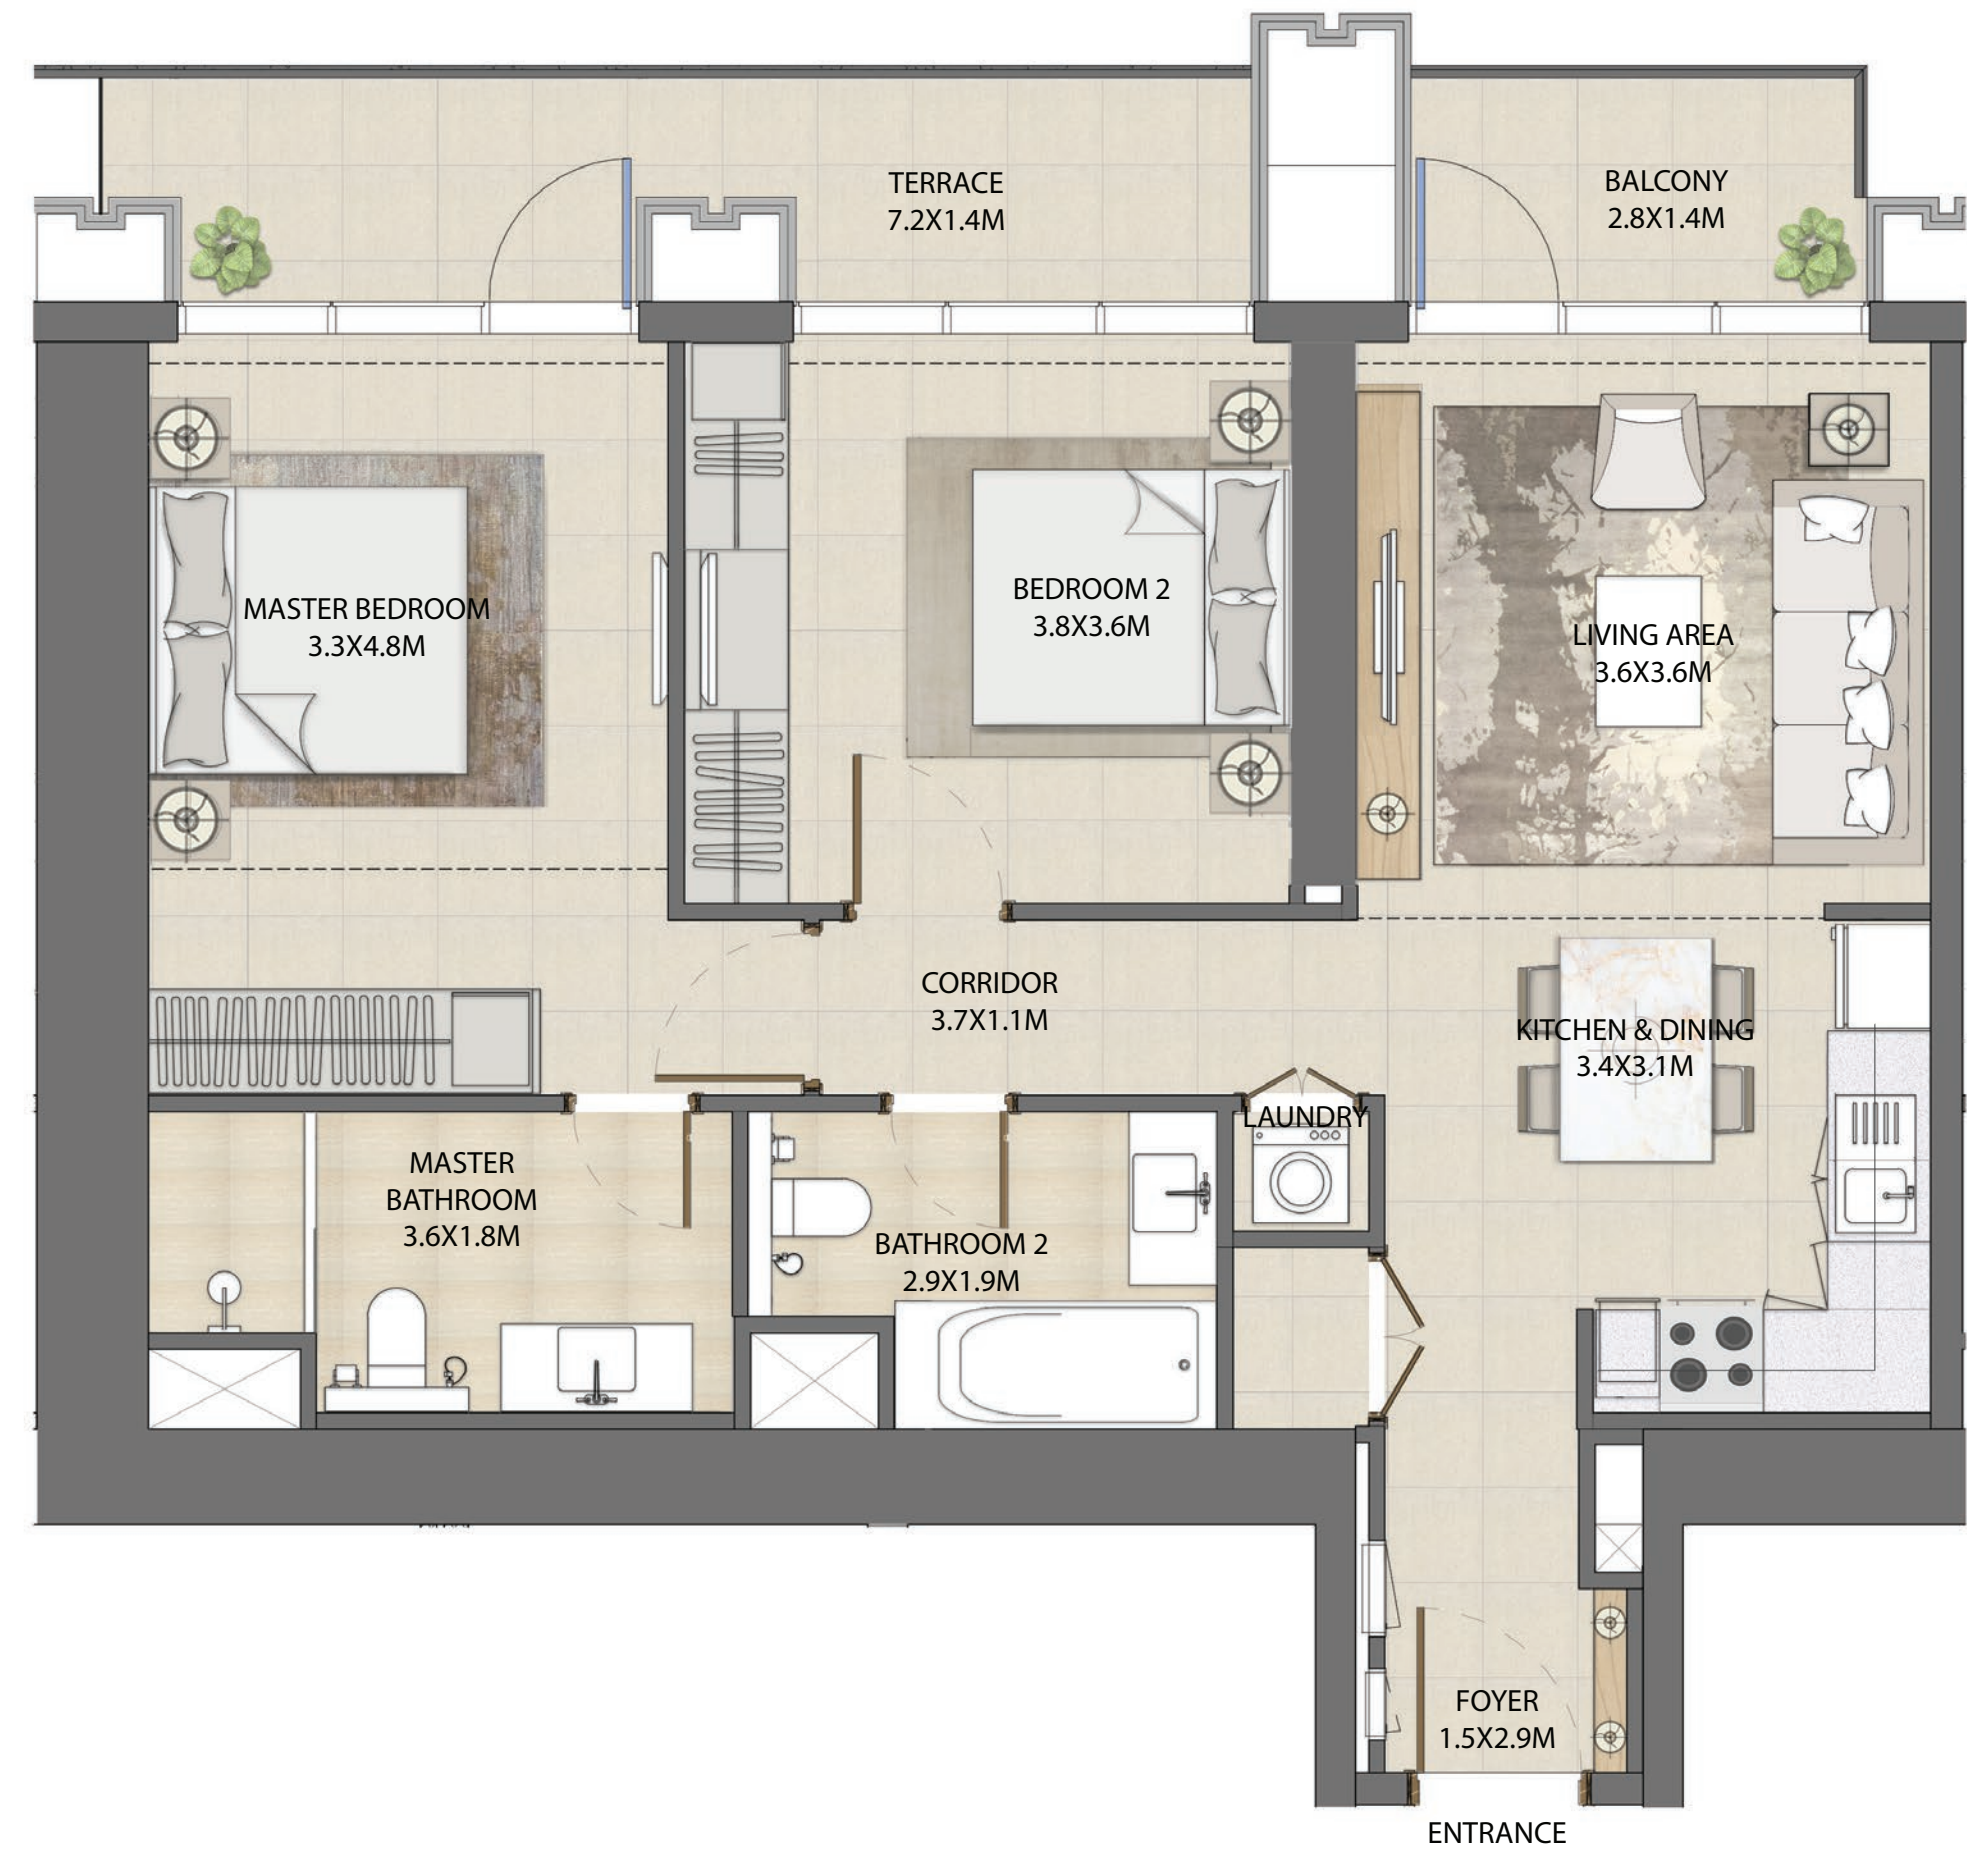 TERRACE
7.2X1.4M
BALCONY
2.8X1.4M
MASTER BEDROOM
3.3X4.8M
BEDROOM 2
3.8X3.6M
LIVING AREA
3.6X3.6M
CORRIDOR
3.7X1.1M
KITCHEN & DINING
3.4X3.1M
LAUNDRY
MASTER
BATHROOM
3.6X1.8M
BATHROOM 2
2.9X1.9M
FOYER
1.5X2.9M
ENTRANCE